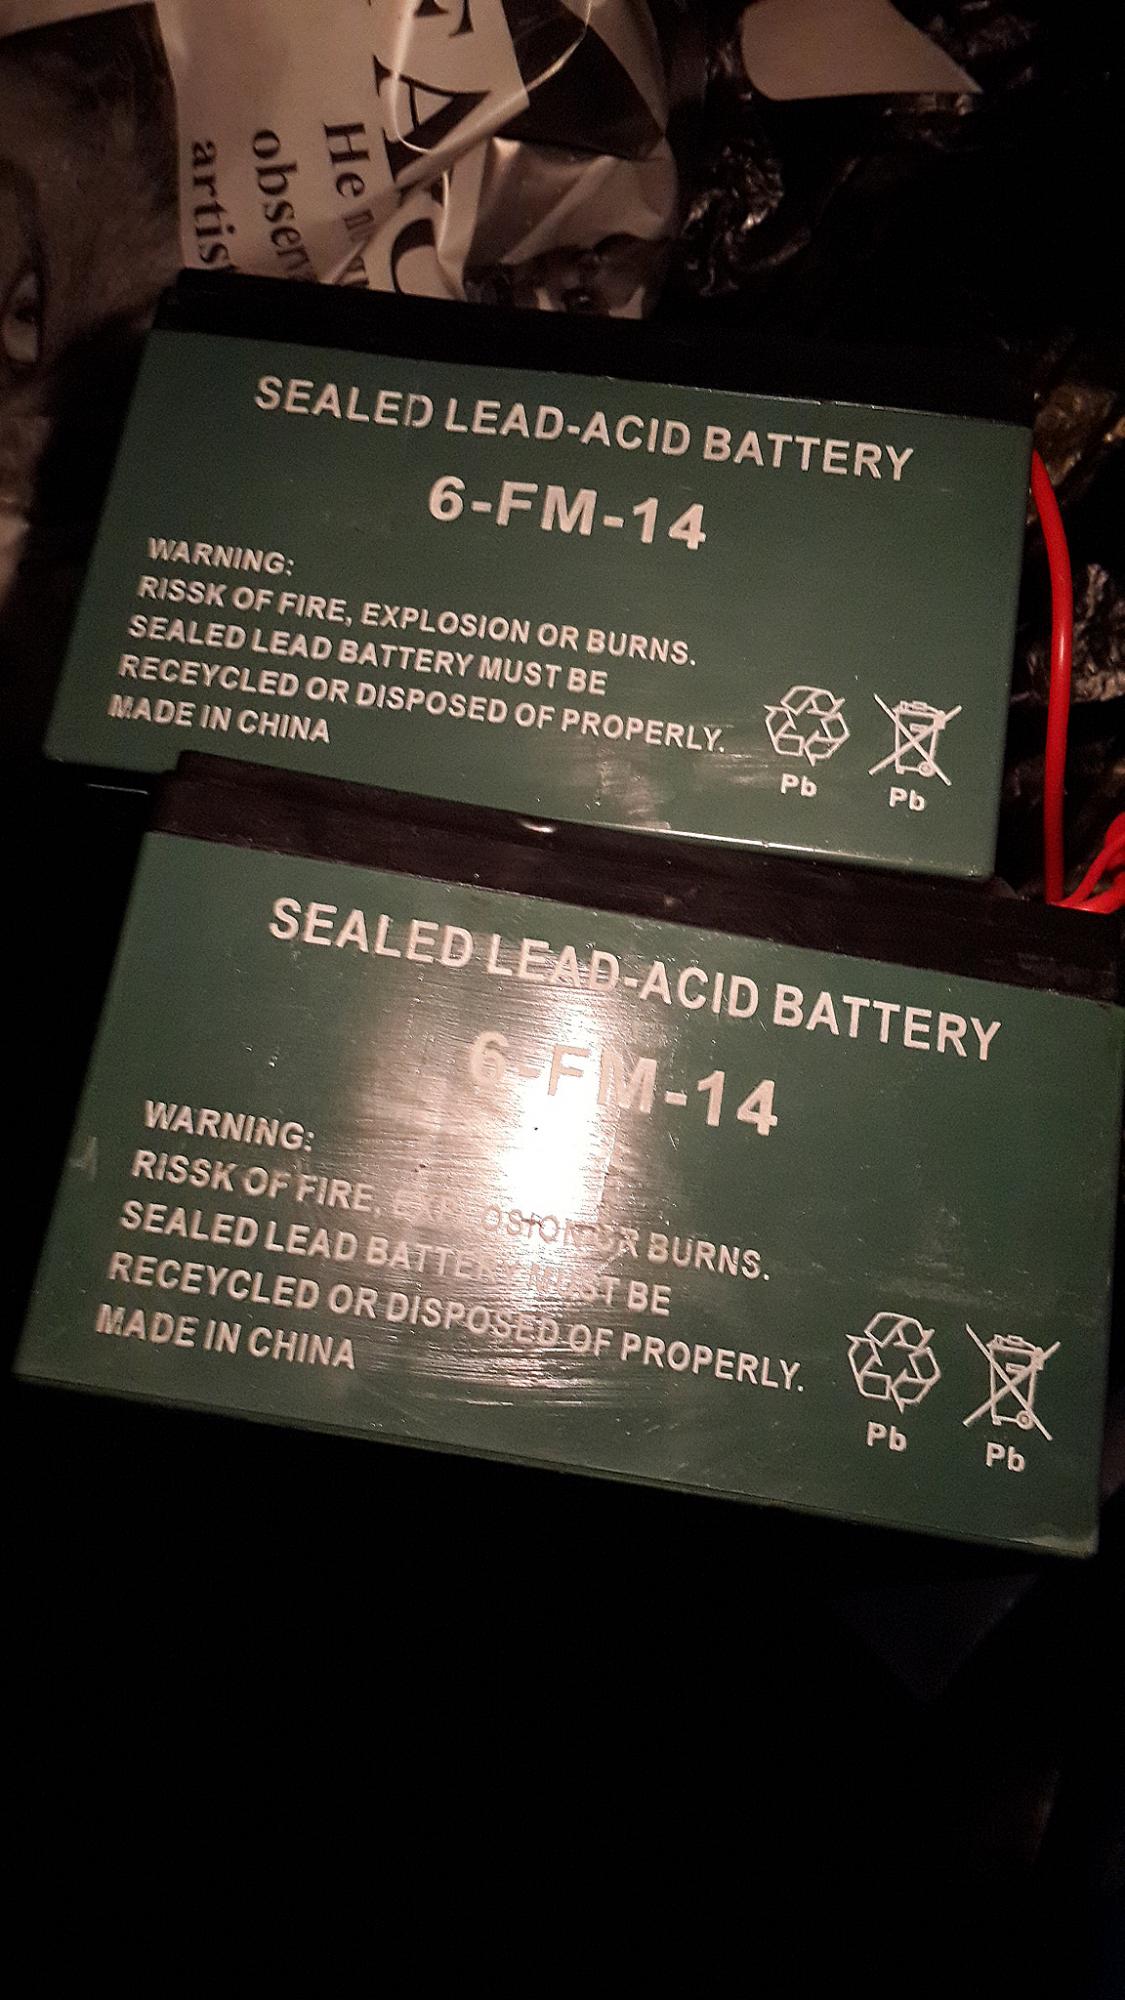 He m
obser
artis
SEALED LEAD-ACID BATTERY
6-FM-14
WARNING:
RISSK OF FIRE, EXPLOSION OR BURNS.
SEALED LEAD BATTERY MUST BE
RECEYCLED OR DISPOSED OF PROPERLY.
MADE IN CHINA
Pb
Pb
SEALED LEAD-ACID BATTERY
6-FM-14
WARNING:
RISSK OF FIRE, EXPLOSION OR BURNS.
SEALED LEAD BATTERY MUST BE
RECEYCLED OR DISPOSED OF PROPERLY.
MADE IN CHINA
Pb
Pb